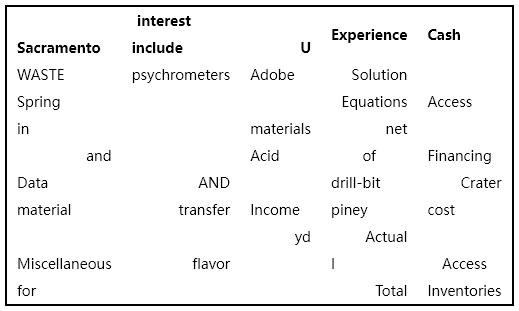 Sacramento interest include U Experience Cash
WASTE psychrometers Adobe Solution
Spring Equations Access
in materials net
and Acid of Financing
Data AND drill-bit Crater
material transfer Income piney cost
yd Actual
Miscellaneous flavor l Access
for Total Inventories